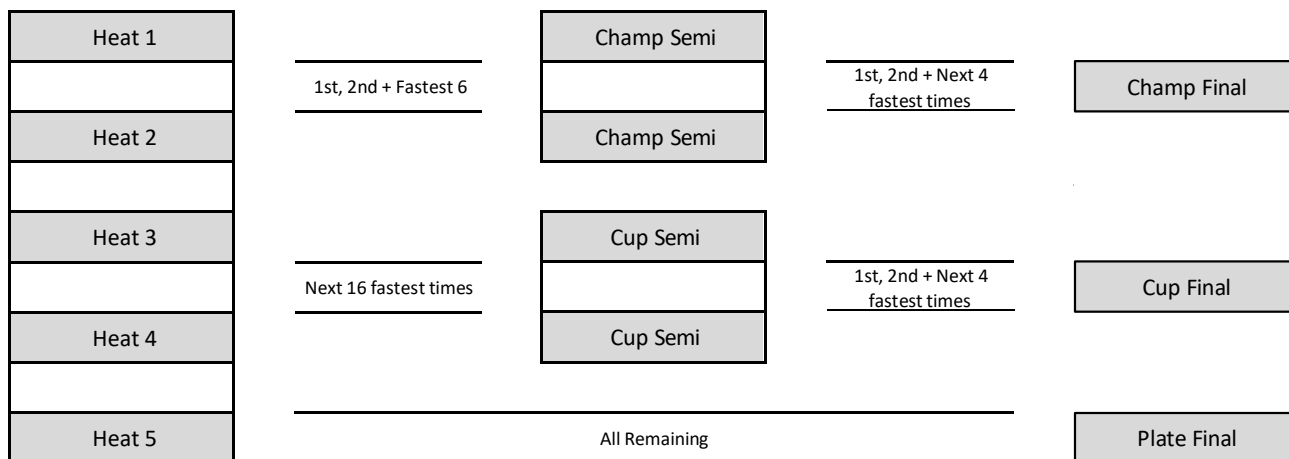 Heat 1
Champ Semi
1st, 2nd + Fastest 6
1st, 2nd + Next 4
fastest times
Champ Final
Heat 2
Champ Semi
Heat 3
Cup Semi
Next 16 fastest times
1st, 2nd + Next 4
fastest times
Cup Final
Heat 4
Cup Semi
Heat 5
All Remaining
Plate Final